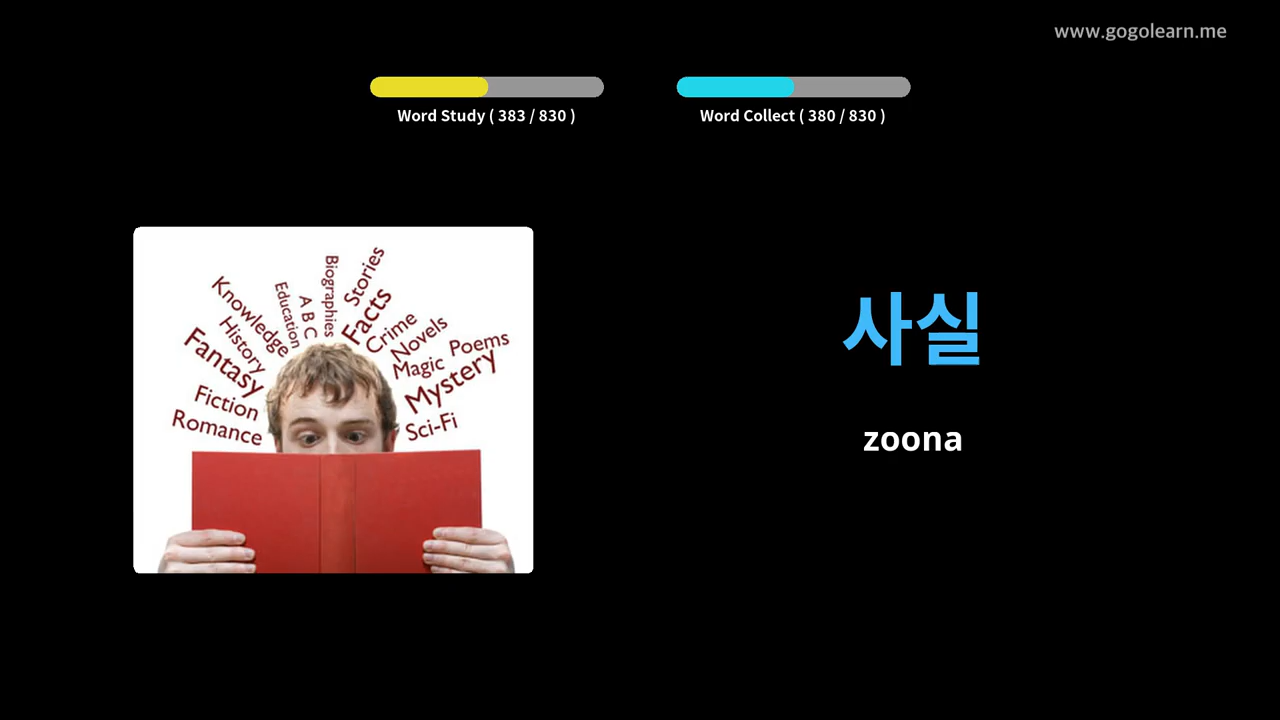 www.gogolearn.me
Word Study ( 383 / 830 )
Word Collect ( 380 / 830 )
Stories
Biographies
Facts
A B C
Education
Knowledge
Crime
Novels
History
Poems
Magic
Fantasy
Mystery
Fiction
Sci-Fi
Romance
사실
zoona